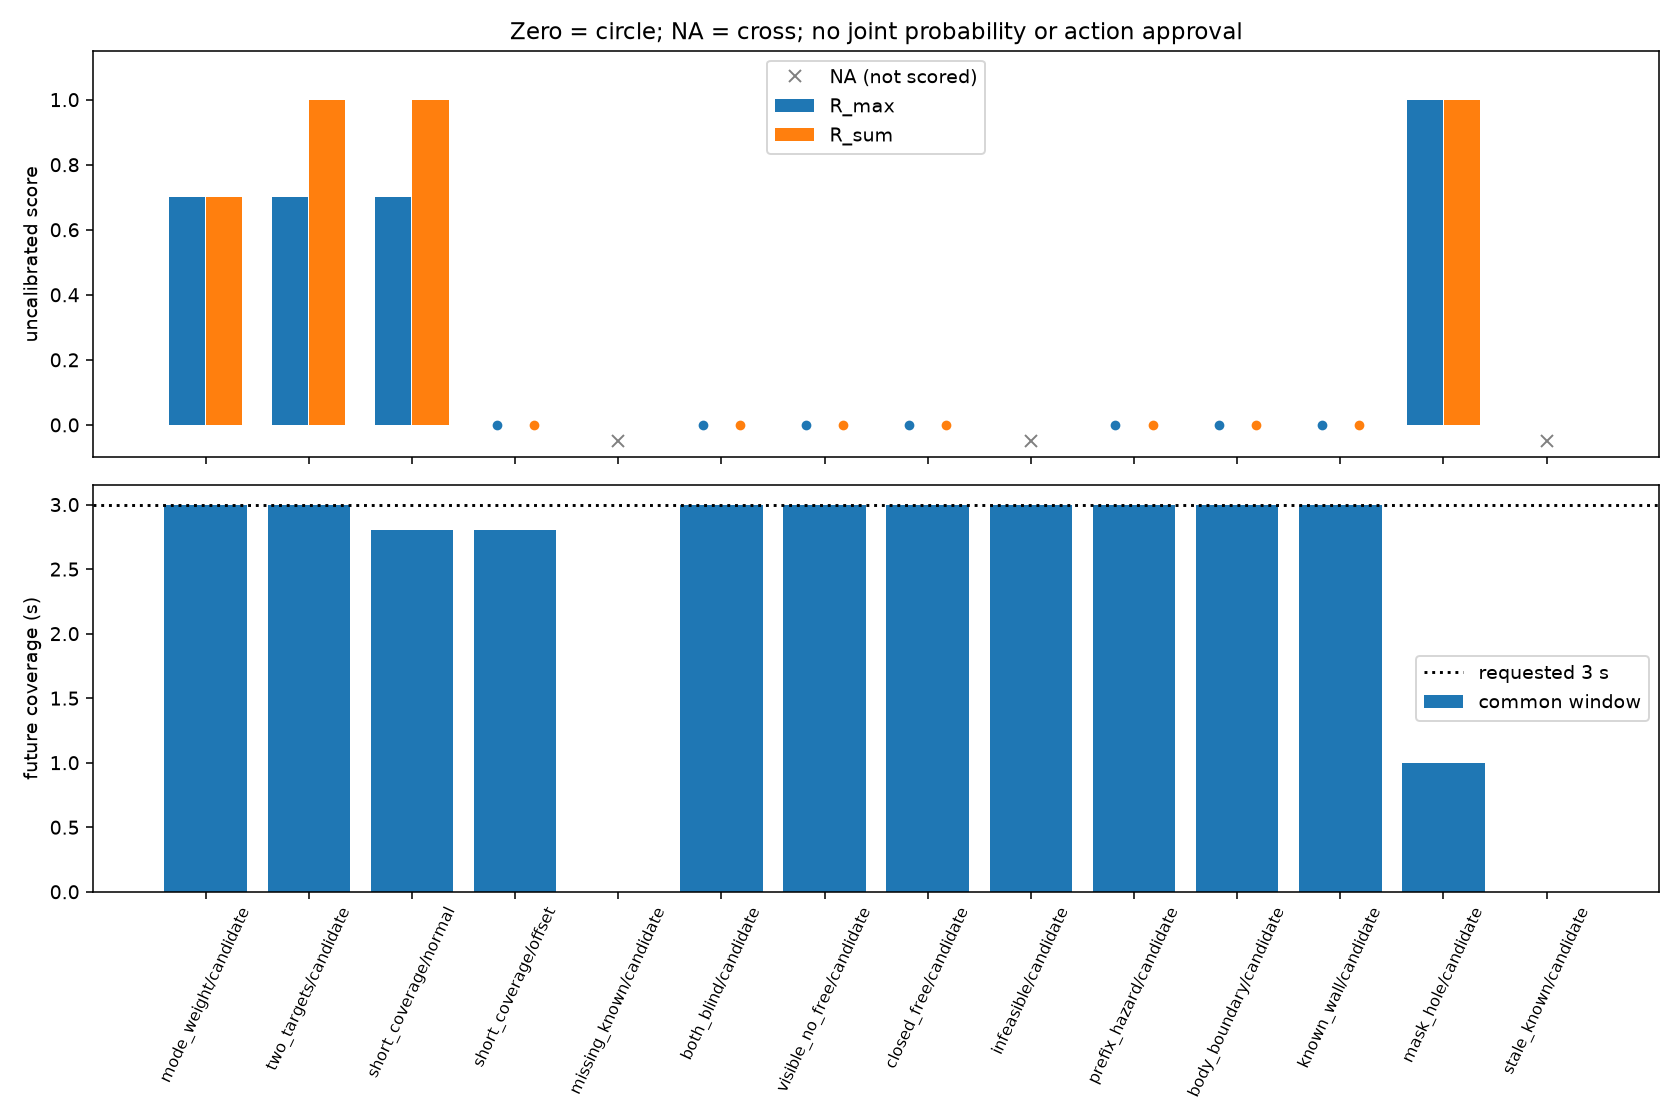 Zero = circle; NA = cross; no joint probability or action approval
uncalibrated score
1.0
0.8
0.6
0.4
0.2
0.0
NA (not scored)
R_max
R_sum
future coverage (s)
3.0
2.5
2.0
1.5
1.0
0.5
0.0
requested 3 s
common window
mode_weight/candidate
two_targets/candidate
short_coverage/normal
short_coverage/offset
missing_known/candidate
both_blind/candidate
visible_no_free/candidate
closed_free/candidate
infeasible/candidate
prefix_hazard/candidate
body_boundary/candidate
known_wall/candidate
mask_hole/candidate
stale_known/candidate